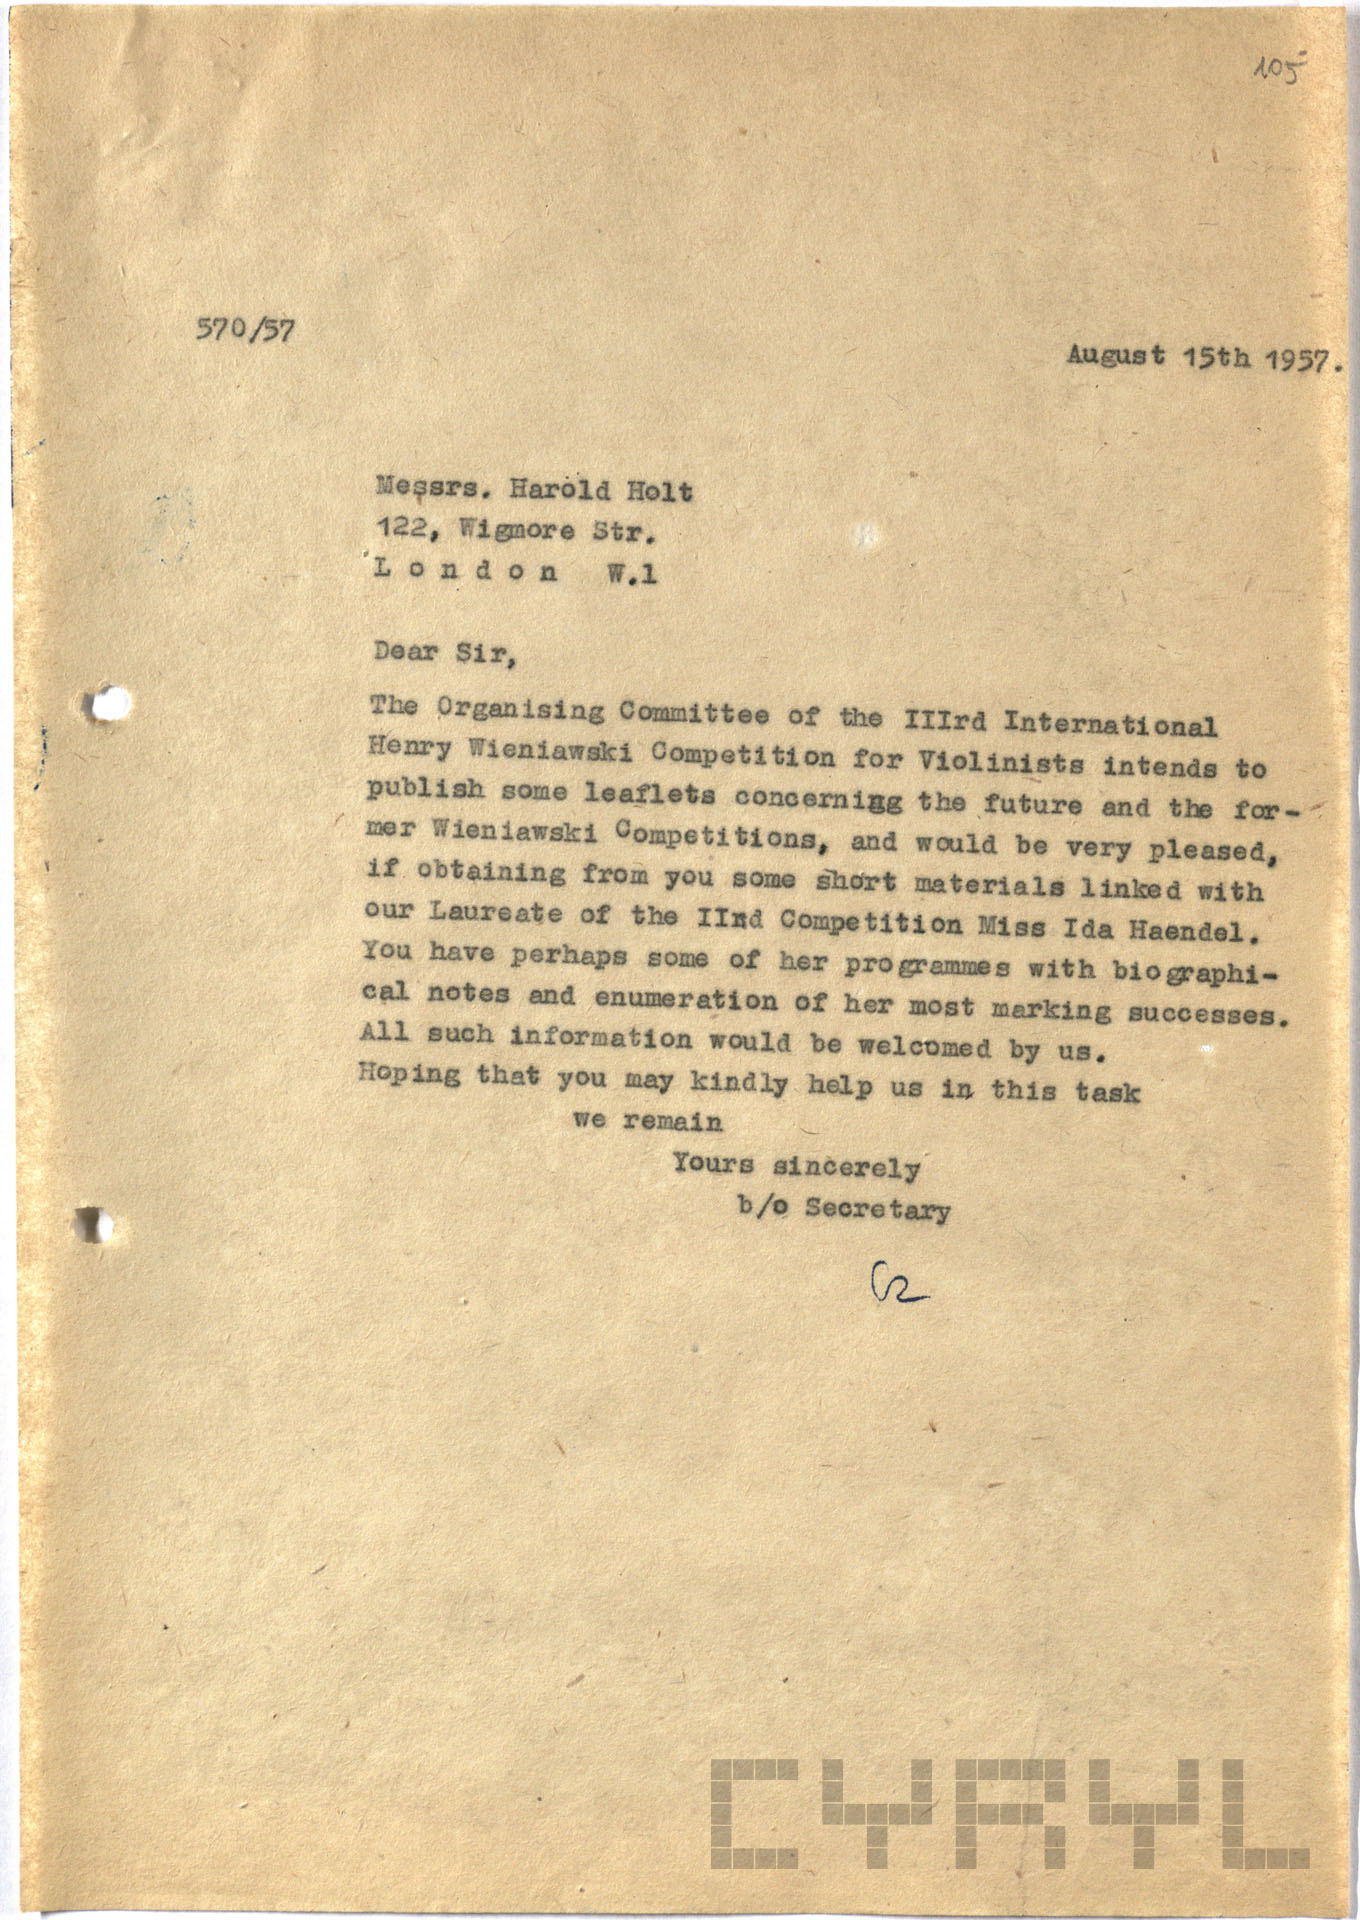 105
570/57
August 15th 1957.
Messrs. Harold Holt
122, Wigmore Str.
L o n d o n W.1
Dear Sir,
The Organising Committee of the IIIrd International
Henry Wieniawski Competition for Violinists intends to
publish some leaflets concerning the future and the for-
mer Wieniawski Competitions, and would be very pleased,
if obtaining from you some short materials linked with
our Laureate of the IInd Competition Miss Ida Haendel.
You have perhaps some of her programmes with biographi-
cal notes and enumeration of her most marking successes.
All such information would be welcomed by us.
Hoping that you may kindly help us in this task
we remain
Yours sincerely
b/o Secretary
CYRYL